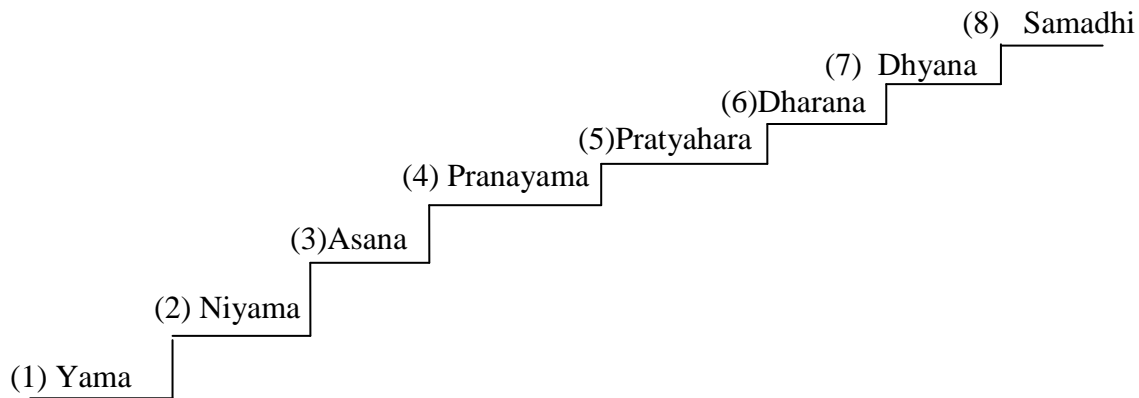 (8) Samadhi
(7) Dhyana
(6)Dharana
(5)Pratyahara
(4) Pranayama
(3)Asana
(2) Niyama
(1) Yama